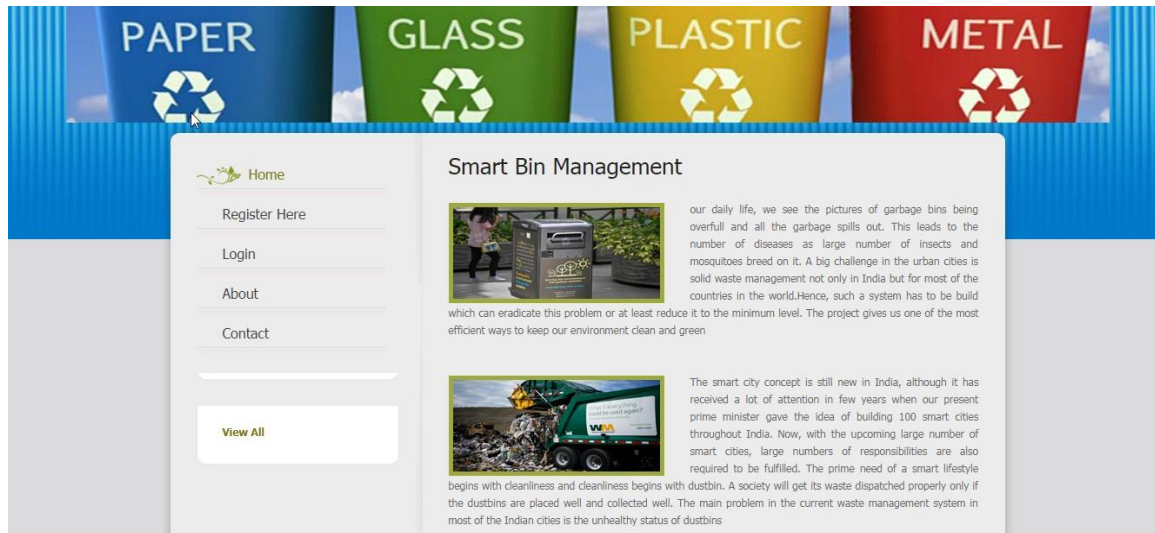 PAPER GLASS PLASTIC METAL
Home
Register Here
Login
About
Contact
View All
Smart Bin Management
our daily life, we see the pictures of garbage bins being
overfull and all the garbage spills out. This leads to the
number of diseases as large number of insects and
mosquitoes breed on it. A big challenge in the urban cities is
solid waste management not only in India but for most of the
countries in the world.Hence, such a system has to be build
which can eradicate this problem or at least reduce it to the minimum level. The project gives us one of the most
efficient ways to keep our environment clean and green
The smart city concept is still new in India, although it has
received a lot of attention in few years when our present
prime minister gave the idea of building 100 smart cities
throughout India. Now, with the upcoming large number of
smart cities, large numbers of responsibilities are also
required to be fulfilled. The prime need of a smart lifestyle
WM
begins with cleanliness and cleanliness begins with dustbin. A society will get its waste dispatched properly only if
the dustbins are placed well and collected well. The main problem in the current waste management system in
most of the Indian cities is the unhealthy status of dustbins